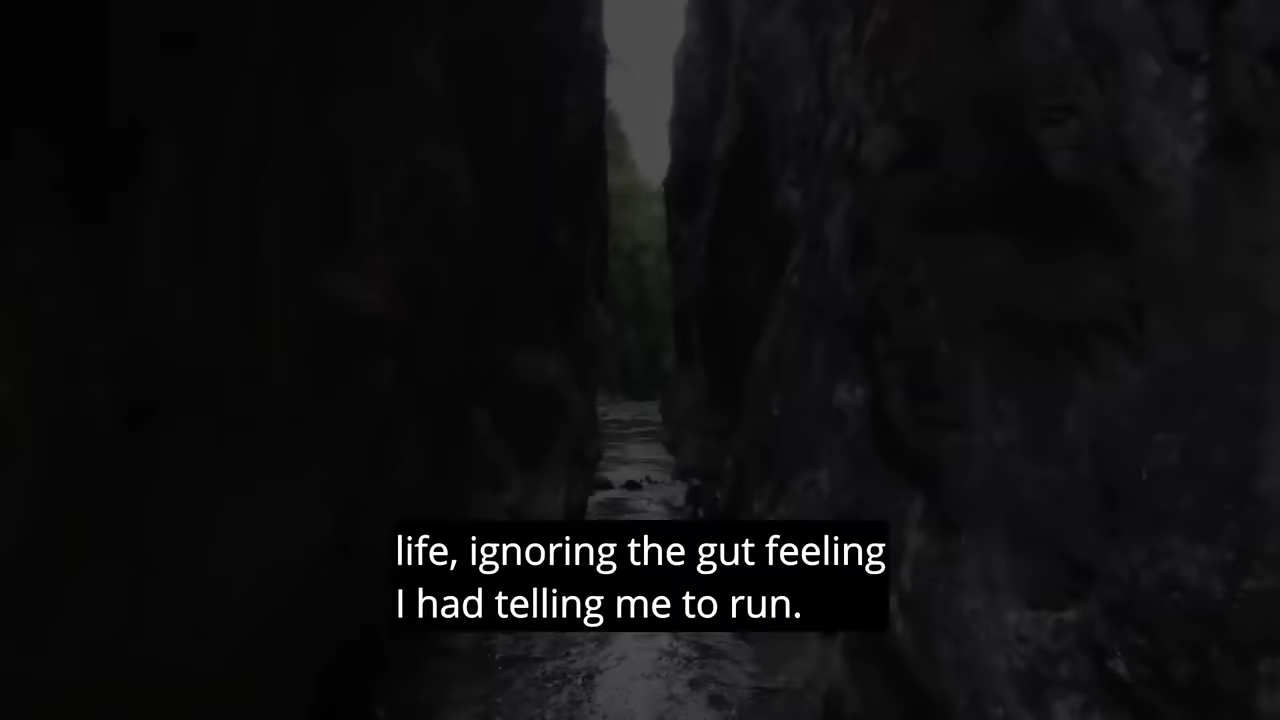 life, ignoring the gut feeling
I had telling me to run.